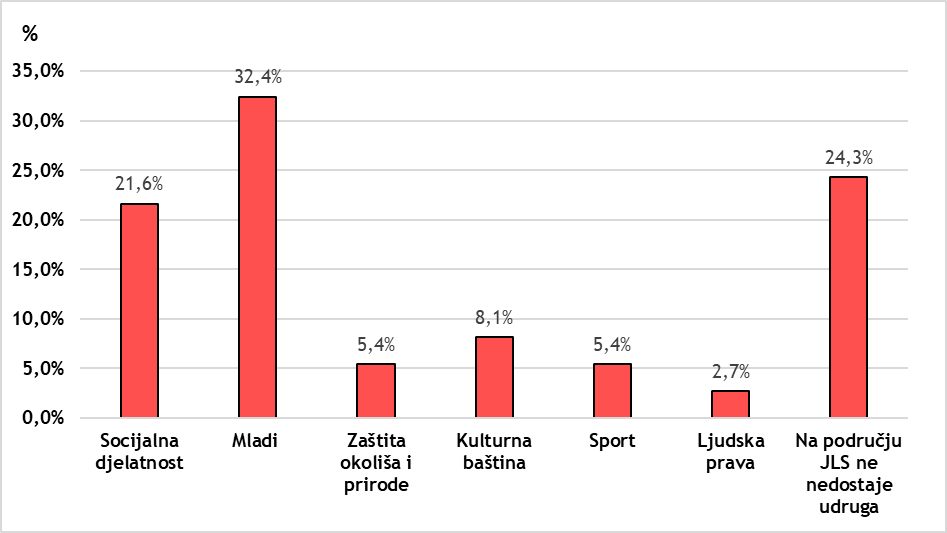 %
35,0%
30,0%
25,0%
20,0%
15,0%
10,0%
5,0%
0,0%
21,6%
32,4%
5,4%
8,1%
5,4%
2,7%
24,3%
Socijalna
djelatnost
Mladi
Zaštita
okoliša i
prirode
Kulturna
baština
Sport
Ljudska
prava
Na području
JLS ne
nedostaje
udruga